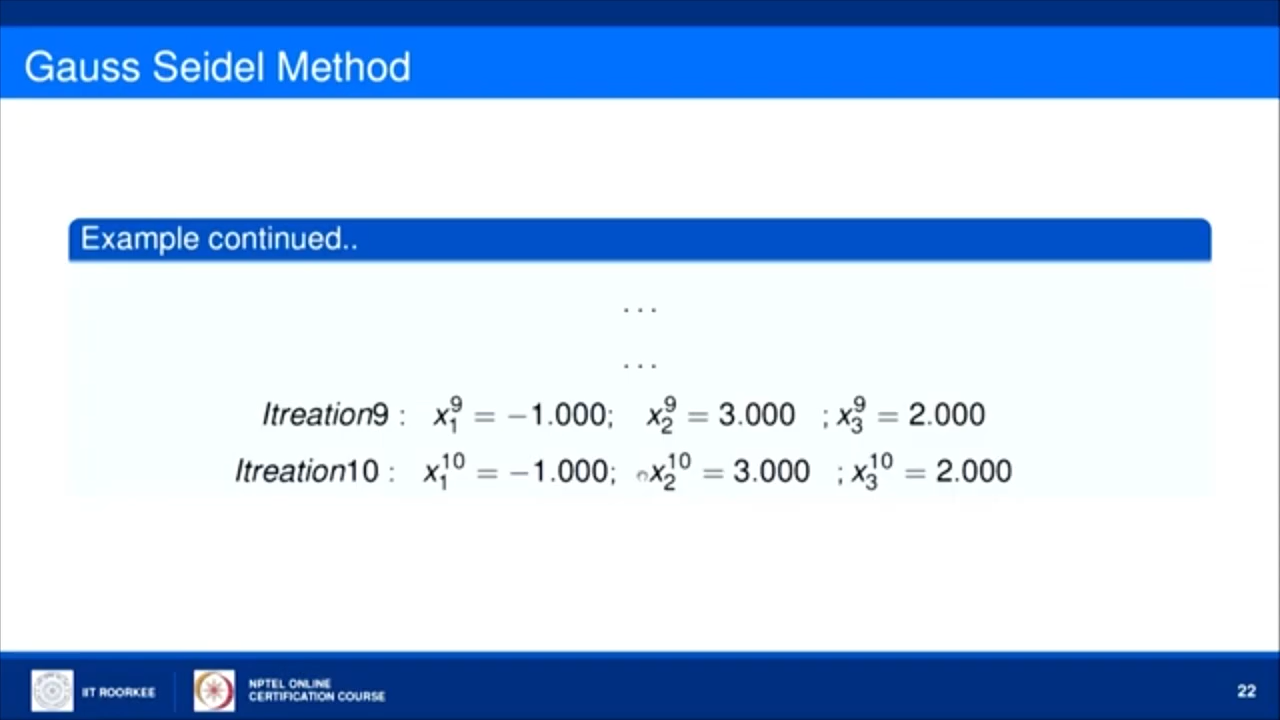 Gauss Seidel Method
Example continued..
...
...
Itreation9 : x₁⁹ = −1.000; x₂⁹ = 3.000 ; x₃⁹ = 2.000
Itreation10 : x₁¹⁰ = −1.000; x₂¹⁰ = 3.000 ; x₃¹⁰ = 2.000
IIT ROORKEE
NPTEL ONLINE
CERTIFICATION COURSE
22